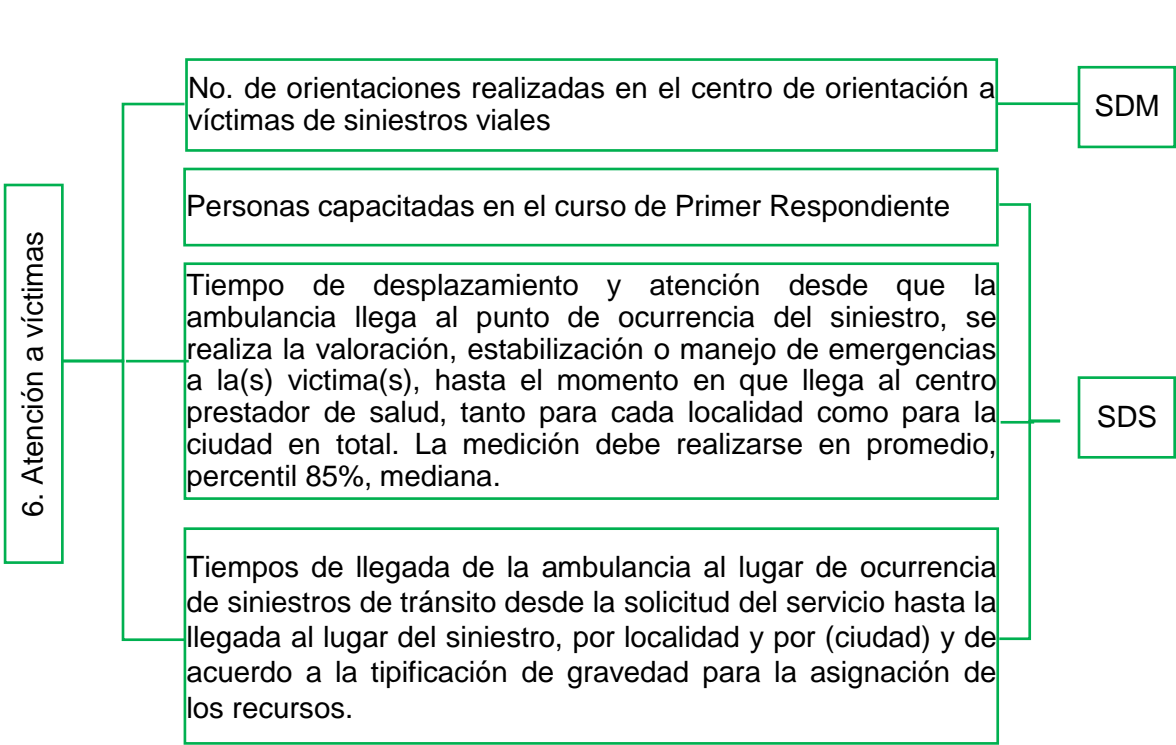 6. Atención a víctimas
No. de orientaciones realizadas en el centro de orientación a
víctimas de siniestros viales
SDM
Personas capacitadas en el curso de Primer Respondiente
Tiempo de desplazamiento y atención desde que la
ambulancia llega al punto de ocurrencia del siniestro, se
realiza la valoración, estabilización o manejo de emergencias
a la(s) victima(s), hasta el momento en que llega al centro
prestador de salud, tanto para cada localidad como para la
ciudad en total. La medición debe realizarse en promedio,
percentil 85%, mediana.
Tiempos de llegada de la ambulancia al lugar de ocurrencia
de siniestros de tránsito desde la solicitud del servicio hasta la
llegada al lugar del siniestro, por localidad y por (ciudad) y de
acuerdo a la tipificación de gravedad para la asignación de
los recursos.
SDS